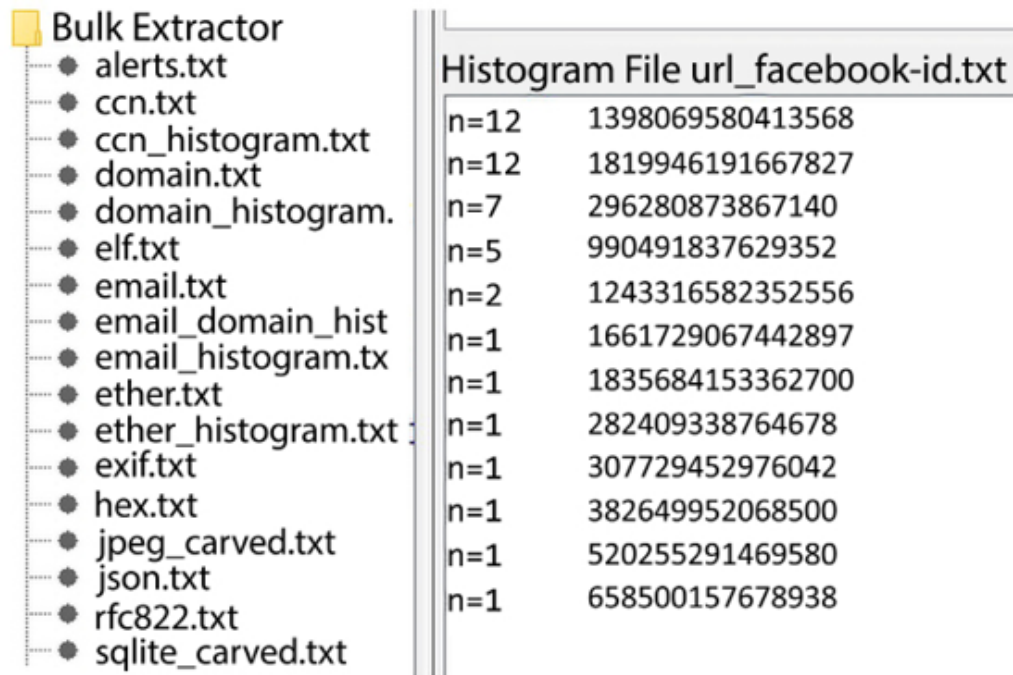 Bulk Extractor
alerts.txt
ccn.txt
ccn_histogram.txt
domain.txt
domain_histogram.
elf.txt
email.txt
email_domain_hist
email_histogram.tx
ether.txt
ether_histogram.txt
exif.txt
hex.txt
jpeg_carved.txt
json.txt
rfc822.txt
sqlite_carved.txt
Histogram File url_facebook-id.txt
n=12 1398069580413568
n=12 1819946191667827
n=7 296280873867140
n=5 990491837629352
n=2 1243316582352556
n=1 1661729067442897
n=1 1835684153362700
n=1 282409338764678
n=1 307729452976042
n=1 382649952068500
n=1 520255291469580
n=1 658500157678938